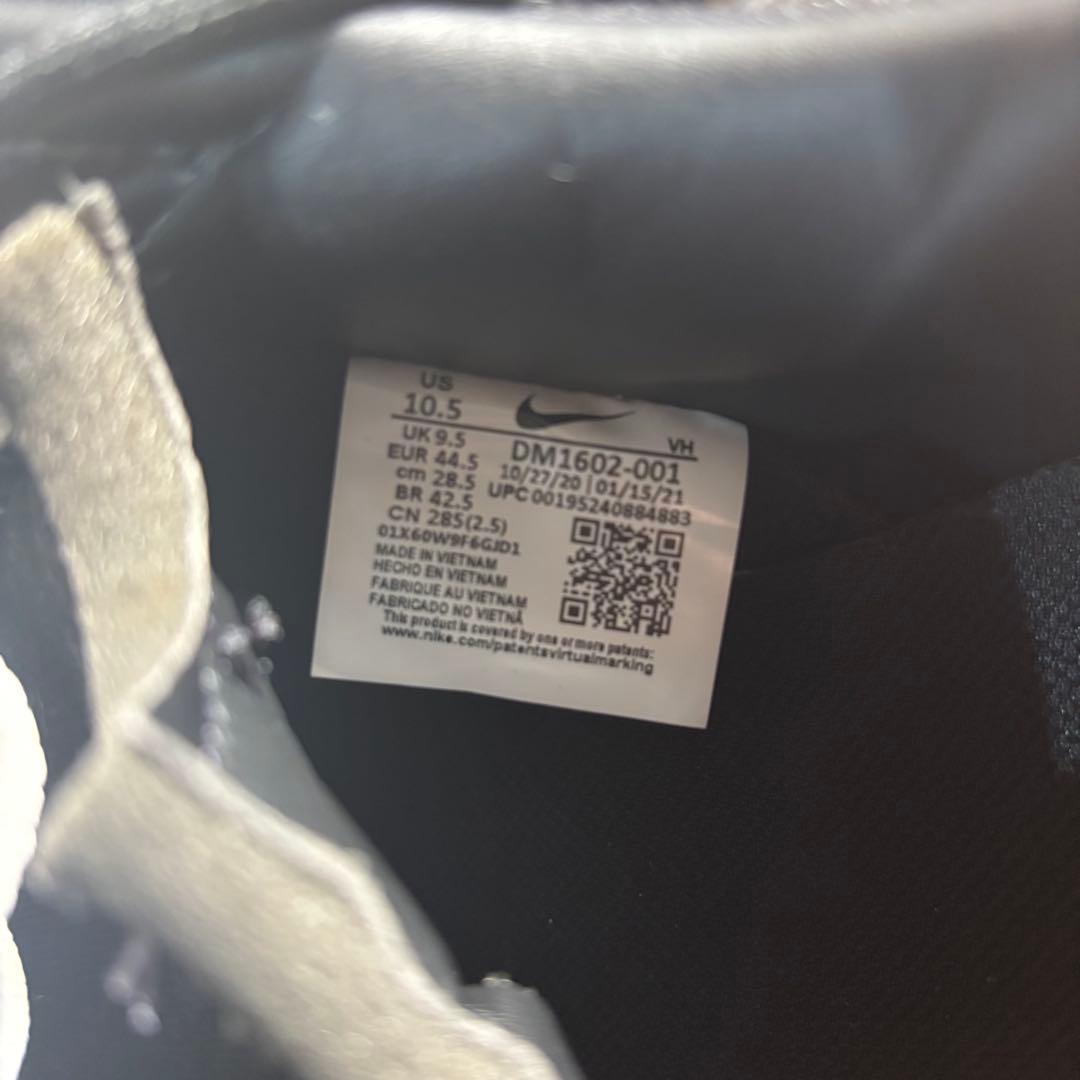 US
10.5
VH
UK 9.5
DM1602-001
EUR 44.5
10/27/20 | 01/15/21
cm 28.5
UPC 00195240884883
BR 42.5
CN 285(2.5)
01X60W9F6GJD1
MADE IN VIETNAM
HECHO EN VIETNAM
FABRIQUE AU VIETNAM
FABRICADO NO VIETNÃ
This product is covered by one or more patents:
www.nike.com/patentsvirtualmarking